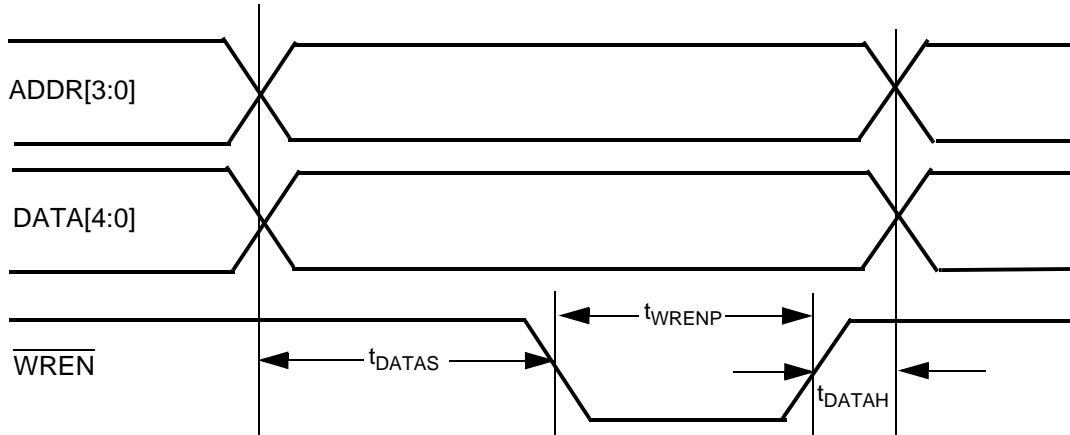 ADDR[3:0]
DATA[4:0]
tWRENP
WREN
tDATAS
tDATAH